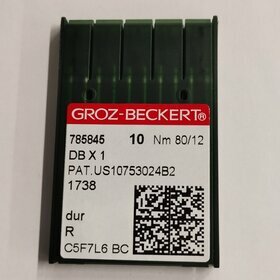 GROZ-BECKERT®
785845 10 Nm 80/12
DB X 1
PAT.US10753024B2
1738
dur
R
C5F7L6 BC